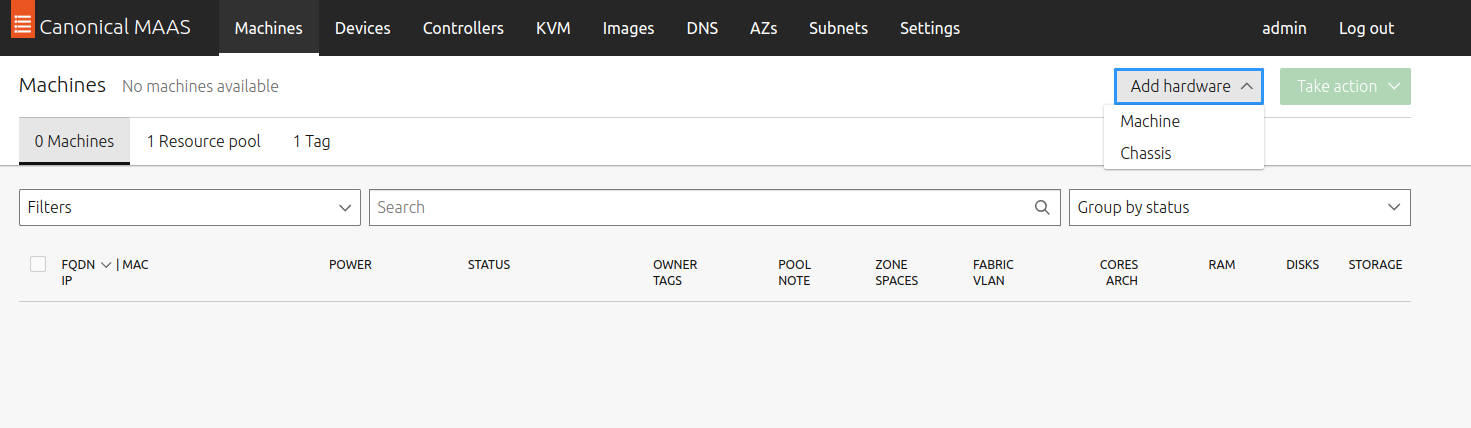 Canonical MAAS Machines Devices Controllers KVM Images DNS AZs Subnets Settings admin Log out
Machines No machines available Add hardware Take action
Machine
0 Machines 1 Resource pool 1 Tag
Chassis
Filters Search Group by status
FQDN | MAC POWER STATUS OWNER POOL ZONE FABRIC CORES RAM DISKS STORAGE
IP TAGS NOTE SPACES VLAN ARCH